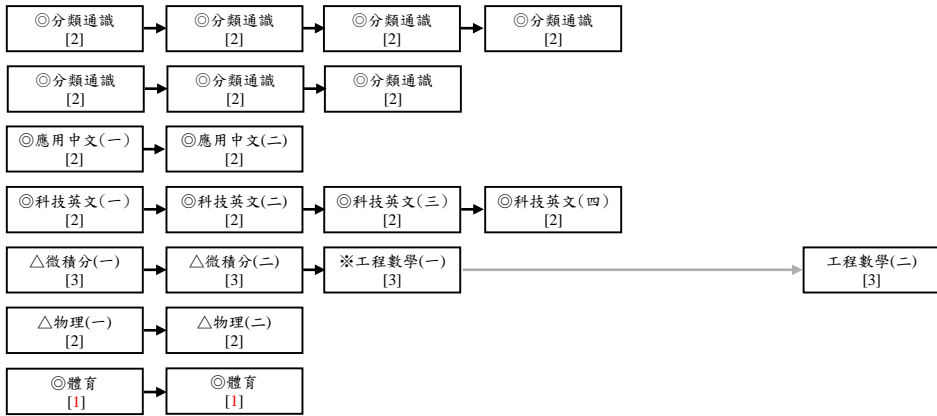 ◎分類通識
[2]
◎分類通識
[2]
◎分類通識
[2]
◎分類通識
[2]
◎分類通識
[2]
◎分類通識
[2]
◎分類通識
[2]
◎應用中文(一)
[2]
◎應用中文(二)
[2]
◎科技英文(一)
[2]
◎科技英文(二)
[2]
◎科技英文(三)
[2]
◎科技英文(四)
[2]
△微積分(一)
[3]
△微積分(二)
[3]
※工程數學(一)
[3]
工程數學(二)
[3]
△物理(一)
[2]
△物理(二)
[2]
◎體育
[1]
◎體育
[1]